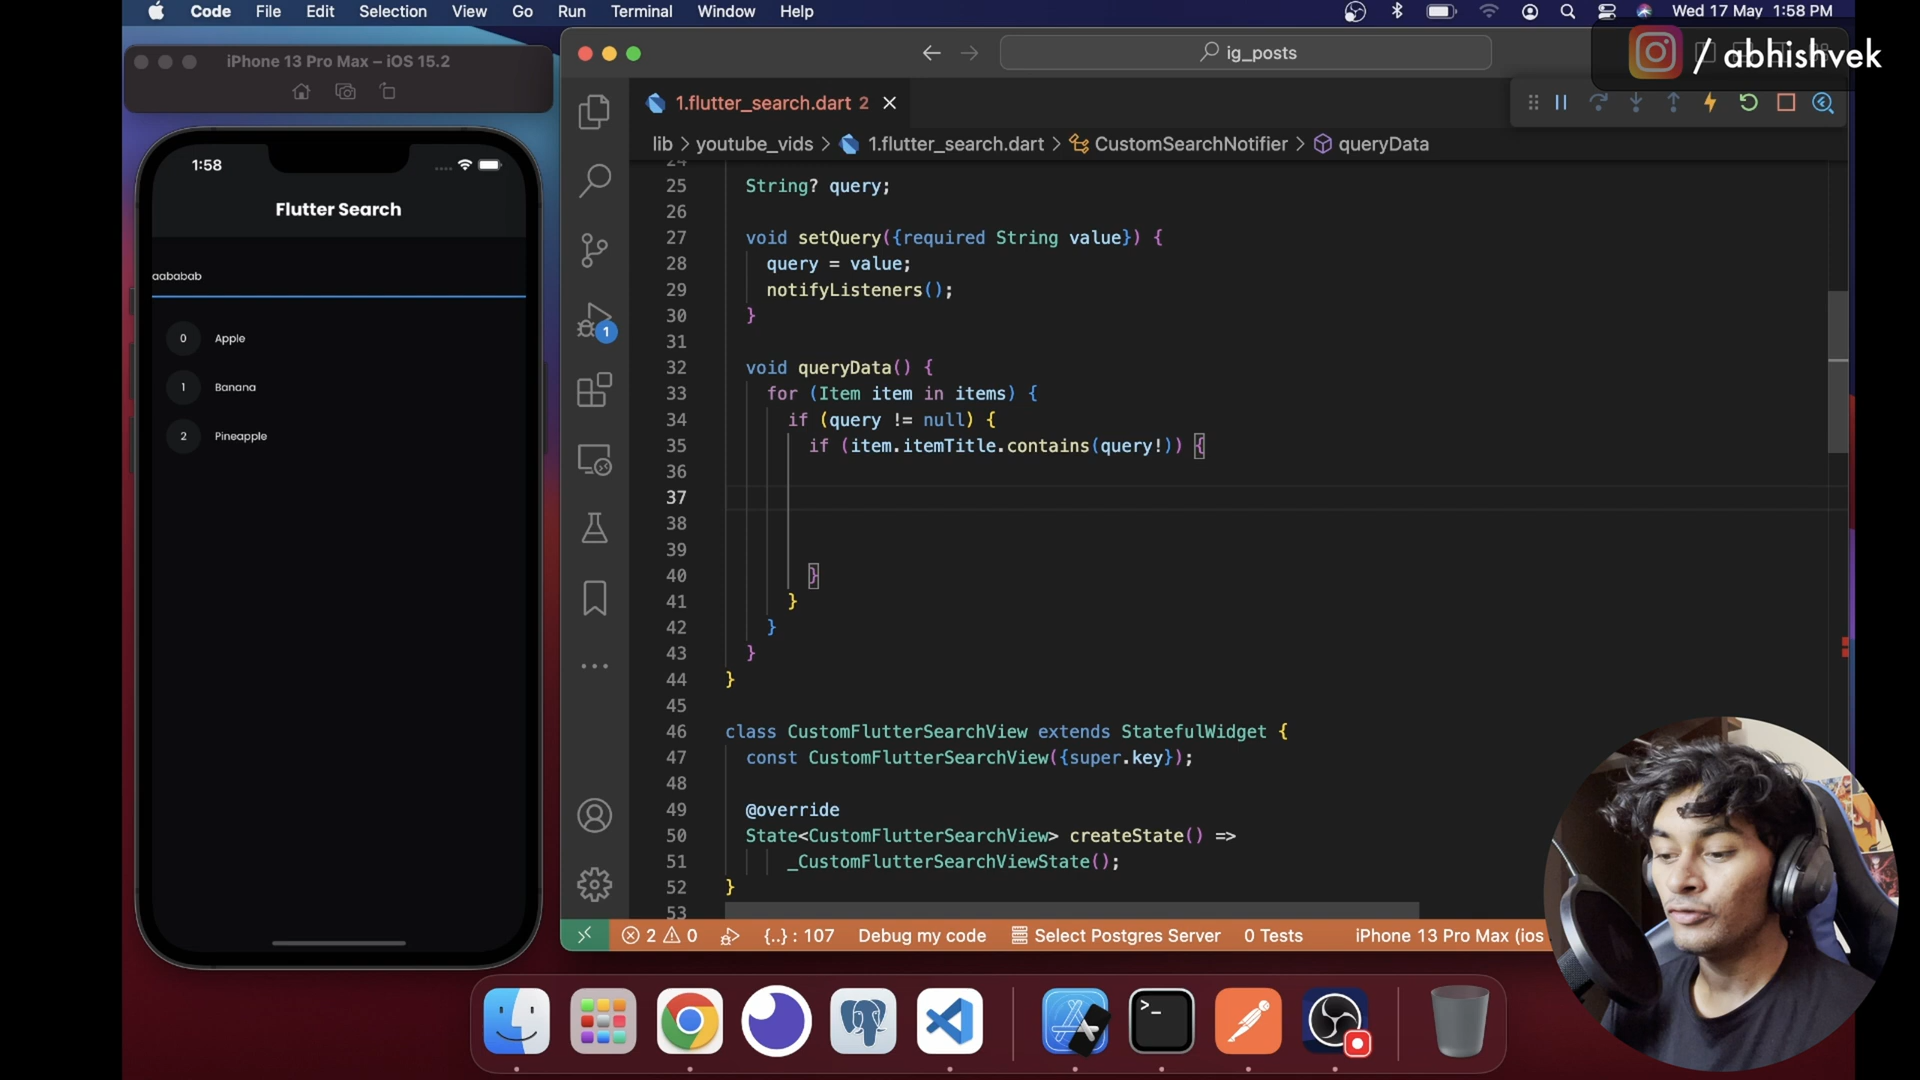 Code File Edit Selection View Go Run Terminal Window Help
Wed 17 May 1:58 PM
/ abhishvek
iPhone 13 Pro Max – iOS 15.2
1:58
Flutter Search
aababab
0 Apple
1 Banana
2 Pineapple
ig_posts
1.flutter_search.dart 2
lib > youtube_vids > 1.flutter_search.dart > CustomSearchNotifier > queryData
1
24
25 String? query;
26
27 void setQuery({required String value}) {
28 query = value;
29 notifyListeners();
30 }
31
32 void queryData() {
33 for (Item item in items) {
34 if (query != null) {
35 if (item.itemTitle.contains(query!)) {
36
37
38
39
40 }
41 }
42 }
43 }
44 }
45
46 class CustomFlutterSearchView extends StatefulWidget {
47 const CustomFlutterSearchView({super.key});
48
49 @override
50 State<CustomFlutterSearchView> createState() =>
51 _CustomFlutterSearchViewState();
52 }
53
2 0 {..} : 107 Debug my code Select Postgres Server 0 Tests iPhone 13 Pro Max (ios